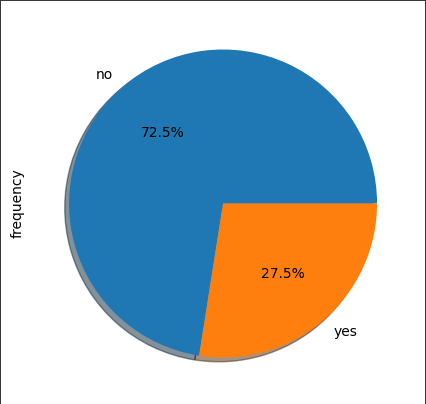 no
72.5%
frequency
27.5%
yes